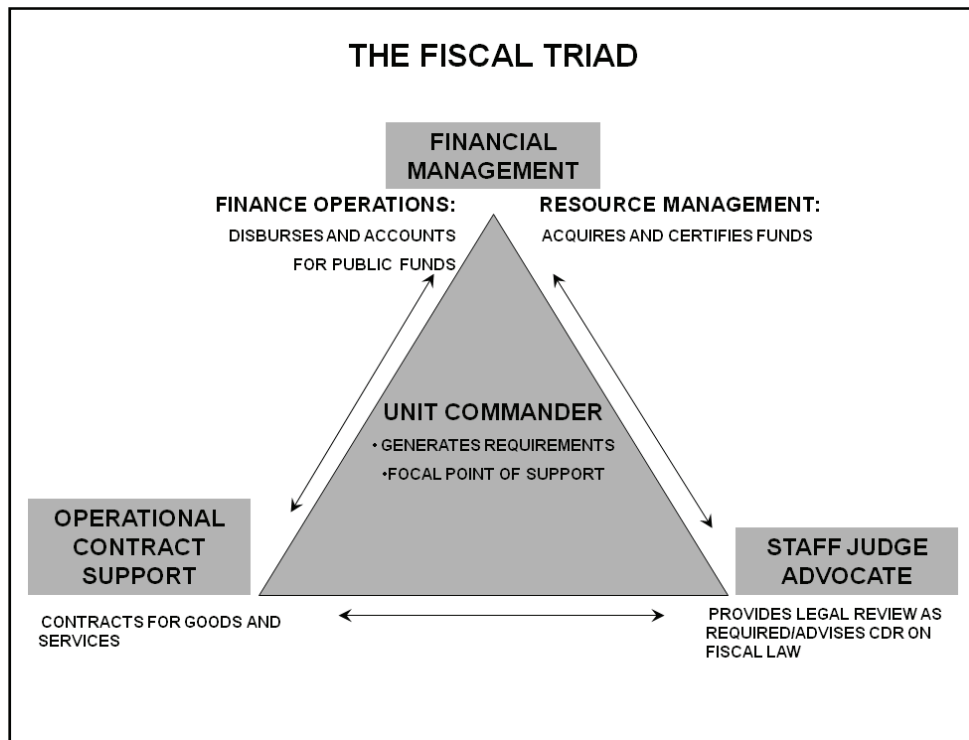 THE FISCAL TRIAD
FINANCIAL
MANAGEMENT
FINANCE OPERATIONS:
DISBURSES AND ACCOUNTS
FOR PUBLIC FUNDS
RESOURCE MANAGEMENT:
ACQUIRES AND CERTIFIES FUNDS
UNIT COMMANDER
• GENERATES REQUIREMENTS
•FOCAL POINT OF SUPPORT
OPERATIONAL
CONTRACT
SUPPORT
CONTRACTS FOR GOODS AND
SERVICES
STAFF JUDGE
ADVOCATE
PROVIDES LEGAL REVIEW AS
REQUIRED/ADVISES CDR ON
FISCAL LAW